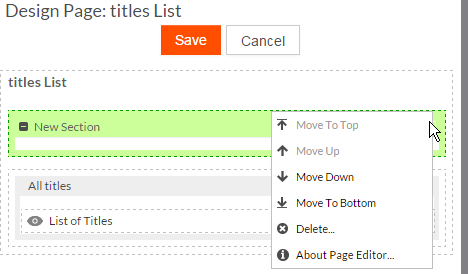 Design Page: titles List
Save
Cancel
titles List
New Section
Move To Top
Move Up
Move Down
Move To Bottom
Delete...
About Page Editor...
All titles
List of Titles